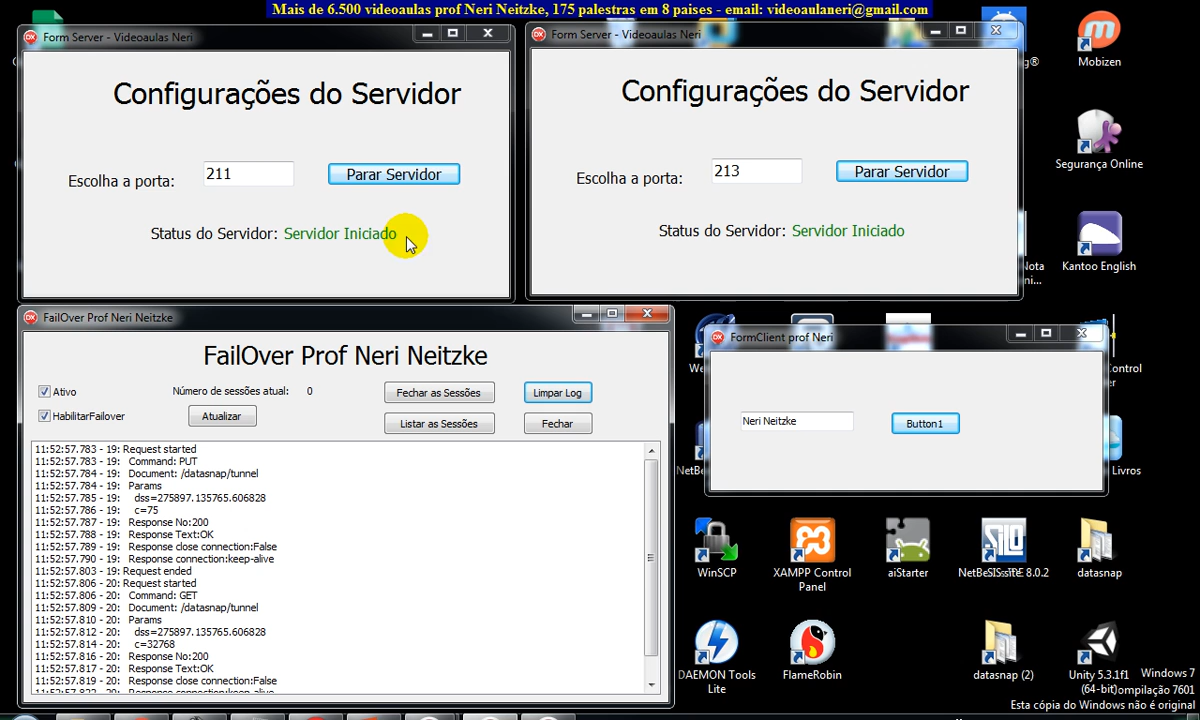 Mais de 6.500 videoaulas prof Neri Neitzke, 175 palestras em 8 paises - email: videoaulaneri@gmail.com
Form Server - Videoaulas Neri
Configurações do Servidor
Escolha a porta:
211
Parar Servidor
Status do Servidor: Servidor Iniciado
Form Server - Videoaulas Neri
Configurações do Servidor
Escolha a porta:
213
Parar Servidor
Status do Servidor: Servidor Iniciado
Mobizen
Segurança Online
Kantoo English
FailOver Prof Neri Neitzke
FailOver Prof Neri Neitzke
Ativo
Número de sessões atual: 0
Fechar as Sessões
Limpar Log
HabilitarFailover
Atualizar
Listar as Sessões
Fechar
11:52:57.783 - 19: Request started
11:52:57.783 - 19: Command: PUT
11:52:57.784 - 19: Document: /datasnap/tunnel
11:52:57.784 - 19: Params
11:52:57.785 - 19: dss=275897.135765.606828
11:52:57.786 - 19: c=75
11:52:57.787 - 19: Response No:200
11:52:57.788 - 19: Response Text:OK
11:52:57.789 - 19: Response close connection:False
11:52:57.790 - 19: Response connection:keep-alive
11:52:57.803 - 19: Request ended
11:52:57.806 - 20: Request started
11:52:57.806 - 20: Command: GET
11:52:57.809 - 20: Document: /datasnap/tunnel
11:52:57.810 - 20: Params
11:52:57.812 - 20: dss=275897.135765.606828
11:52:57.814 - 20: c=32768
11:52:57.816 - 20: Response No:200
11:52:57.817 - 20: Response Text:OK
11:52:57.819 - 20: Response close connection:False
11:52:57.822 - 20: Response connection:keep-alive
FormClient prof Neri
Neri Neitzke
Button1
Livros
WinSCP
XAMPP Control
Panel
aiStarter
datasnap
DAEMON Tools
Lite
FlameRobin
datasnap (2)
Unity 5.3.1f1
(64-bit)
Windows 7
ompilação 7601
Esta cópia do Windows não é original